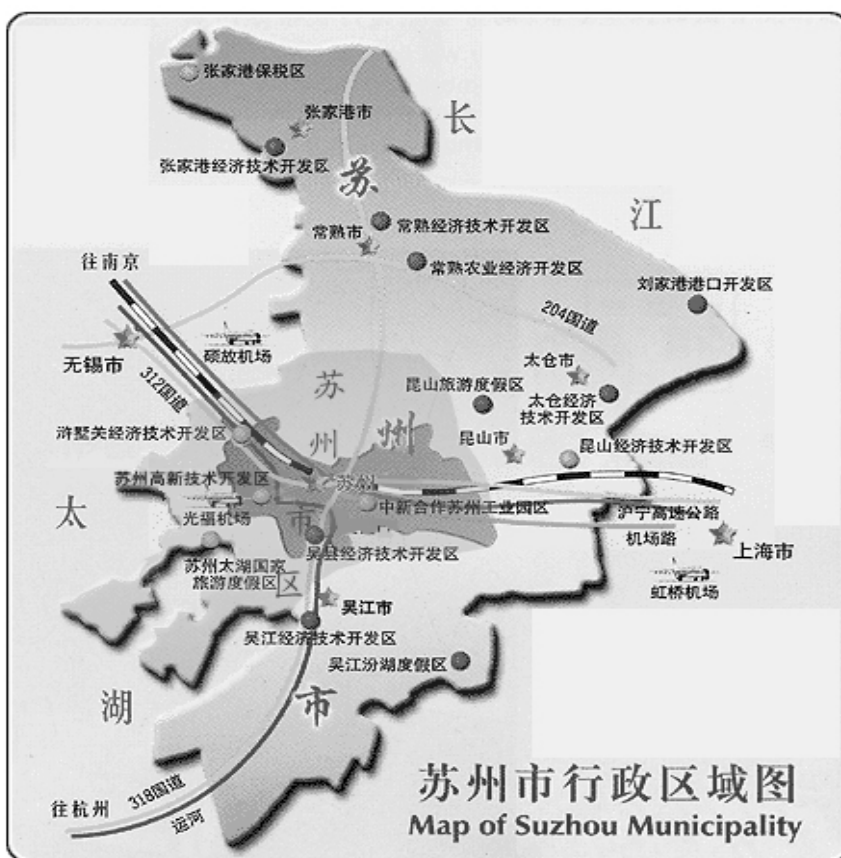 张家港保税区
张家港市
长
张家港经济技术开发区
苏
江
常熟经济技术开发区
常熟市
常熟农业经济开发区
往南京
刘家港港口开发区
204国道
硕放机场
无锡市
太仓市
312国道
苏
昆山旅游度假区
太仓经济
技术开发区
州
州
浒墅关经济技术开发区
昆山市
昆山经济技术开发区
苏州高新技术开发区
苏州
太
中新合作苏州工业园区
沪宁高速公路
光福机场
市
机场路
上海市
吴县经济技术开发区
苏州太湖国家
旅游度假区
区
虹桥机场
吴江市
吴江经济技术开发区
吴江汾湖度假区
湖
市
苏州市行政区域图
318国道
往杭州
运河
Map of Suzhou Municipality